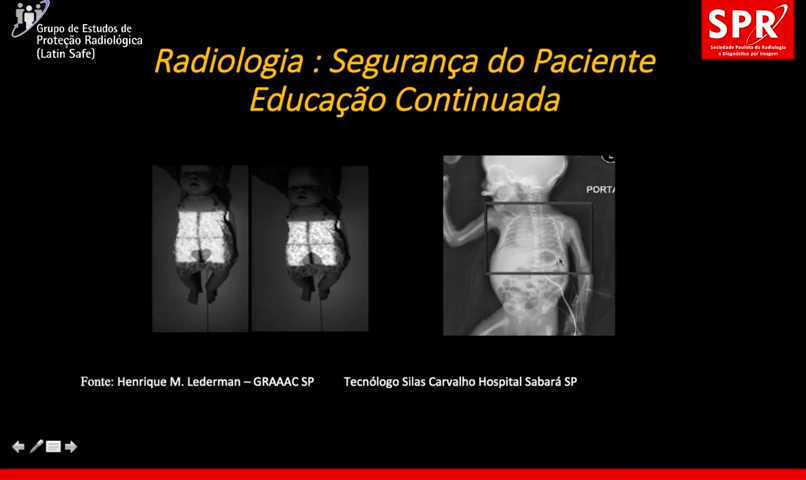 Grupo de Estudos de
Proteção Radiológica
(Latin Safe)
SPR
Sociedade Paulista de Radiologia
e Diagnóstico por Imagem
Radiologia : Segurança do Paciente
Educação Continuada
PORTA
Fonte: Henrique M. Lederman – GRAAAC SP
Tecnólogo Silas Carvalho Hospital Sabará SP